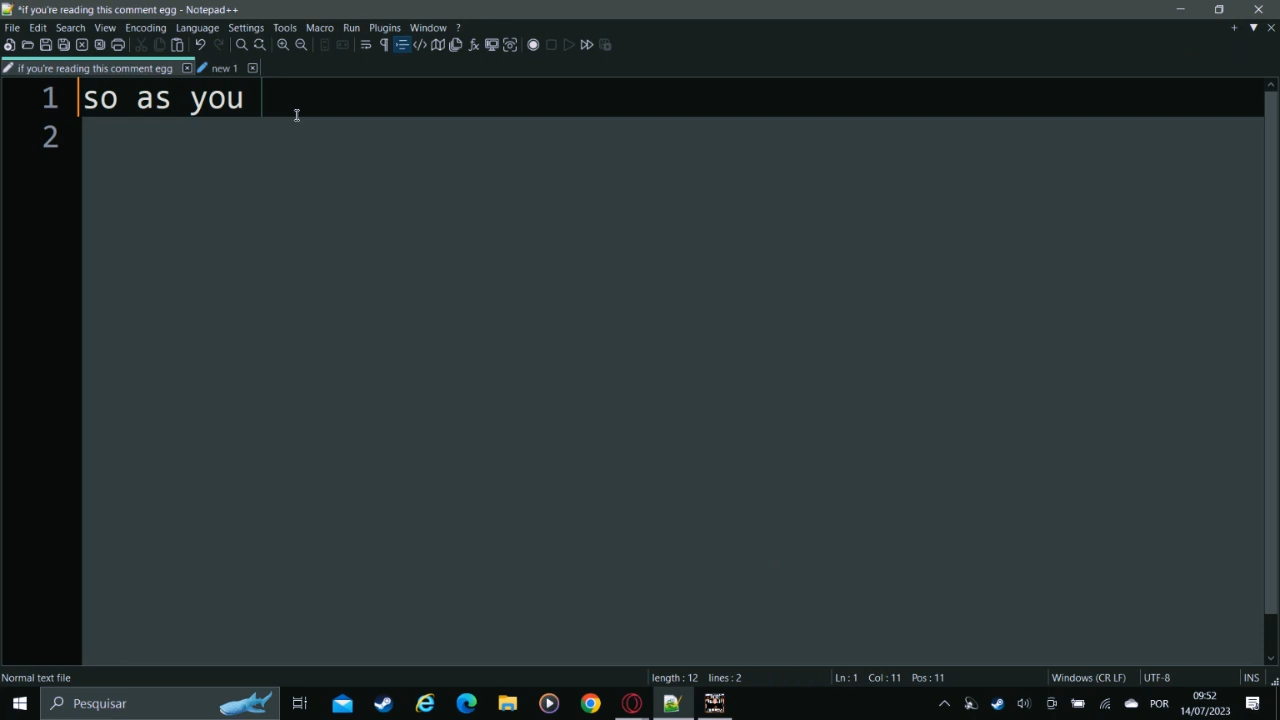 *if you're reading this comment egg - Notepad++
File Edit Search View Encoding Language Settings Tools Macro Run Plugins Window ?
if you're reading this comment egg new 1
1 so as you
2
Normal text file length : 12 lines : 2 Ln : 1 Col : 11 Pos : 11 Windows (CR LF) UTF-8 INS
Pesquisar POR 09:52
14/07/2023